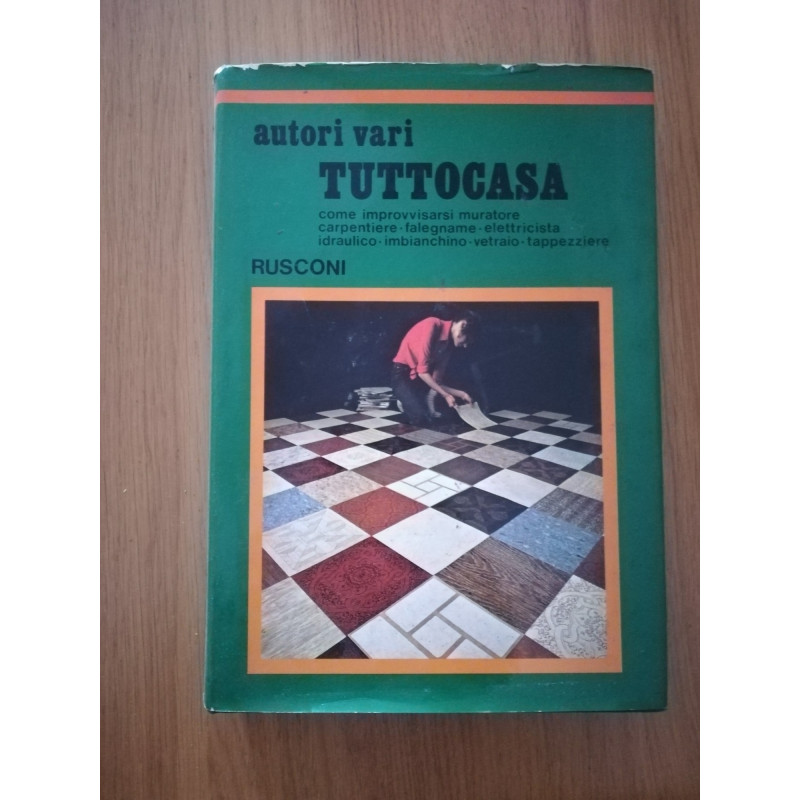 autori vari
TUTTOCASA
come improvvisarsi muratore
carpentiere•falegname-elettricista
idraulico•imbianchino•vetraio•tappezziere
RUSCONI